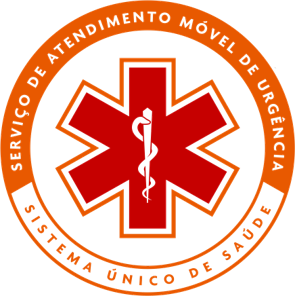 SERVIÇO DE ATENDIMENTO MÓVEL DE URGÊNCIA
SISTEMA ÚNICO DE SAÚDE